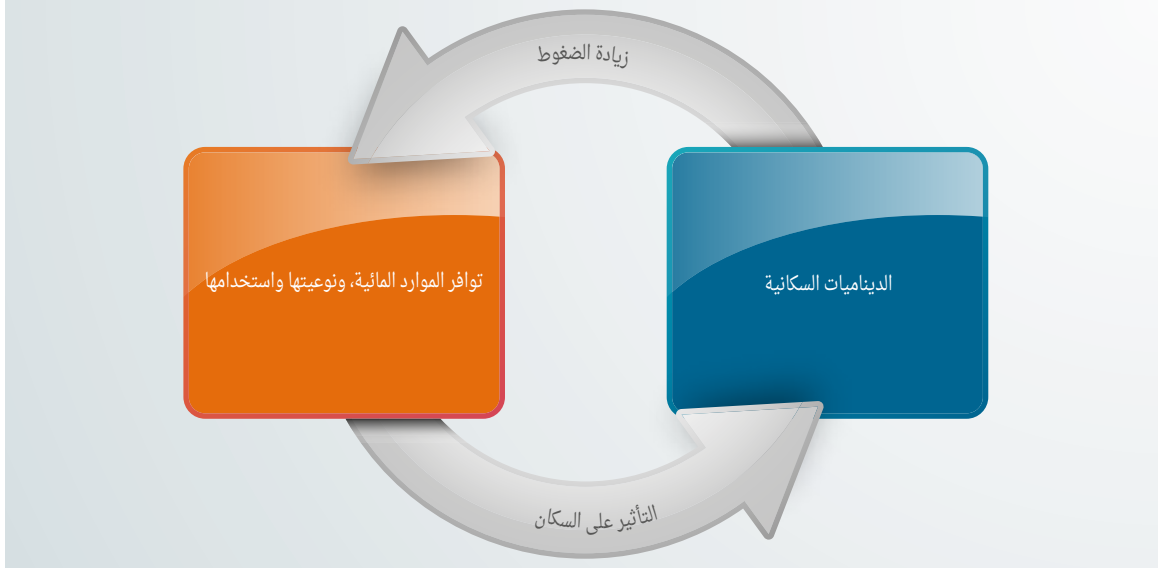 زيادة الضغوط
الديناميات السكانية
توافر الموارد المائية، ونوعيتها واستخدامها
التأثير على السكان